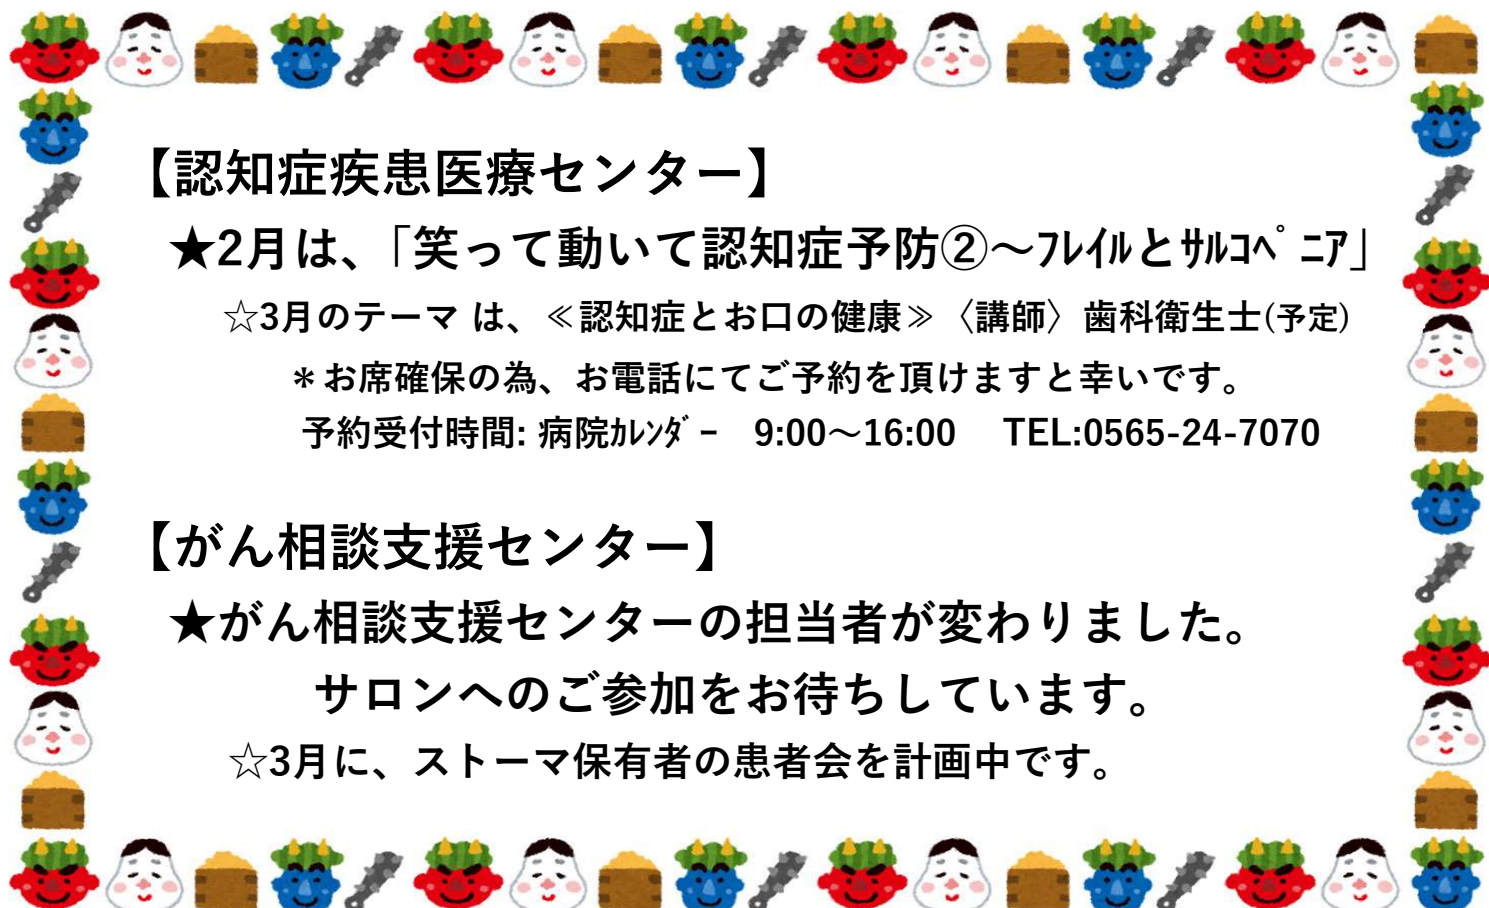 【認知症疾患医療センター】
★2月は、「笑って動いて認知症予防②～ﾌﾚｲﾙとｻﾙｺﾍﾟﾆｱ」
☆3月のテーマ は、≪認知症とお口の健康≫〈講師〉歯科衛生士(予定)
＊お席確保の為、お電話にてご予約を頂けますと幸いです。
予約受付時間: 病院ｶﾚﾝﾀﾞｰ　9:00～16:00　TEL:0565-24-7070
【がん相談支援センター】
★がん相談支援センターの担当者が変わりました。
サロンへのご参加をお待ちしています。
☆3月に、ストーマ保有者の患者会を計画中です。